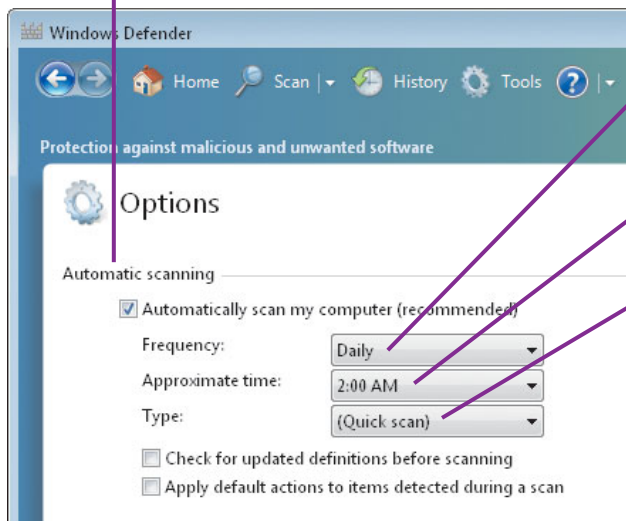 Windows Defender
Home Scan History Tools
Protection against malicious and unwanted software
Options
Automatic scanning
Automatically scan my computer (recommended)
Frequency: Daily
Approximate time: 2:00 AM
Type: (Quick scan)
Check for updated definitions before scanning
Apply default actions to items detected during a scan